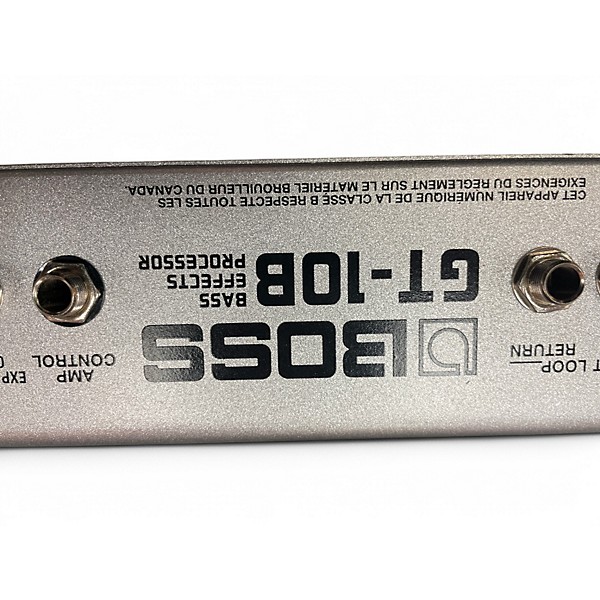 T LOOP
RETURN
BOSS
GT-10B
BASS
EFFECTS
PROCESSOR
AMP
CONTROL
EXP
CET APPAREIL NUMERIQUE DE LA CLASSE B RESPECTE TOUTES LES
EXIGENCES DU REGLEMENT SUR LE MATÉRIEL BROUILLEUR DU CANADA.